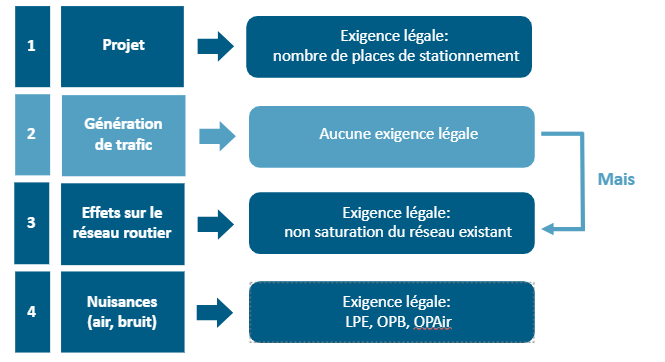 1
Projet
Exigence légale:
nombre de places de stationnement
2
Génération
de trafic
Aucune exigence légale
Mais
3
Effets sur le
réseau routier
Exigence légale:
non saturation du réseau existant
4
Nuisances
(air, bruit)
Exigence légale:
LPE, OPB, OPAir